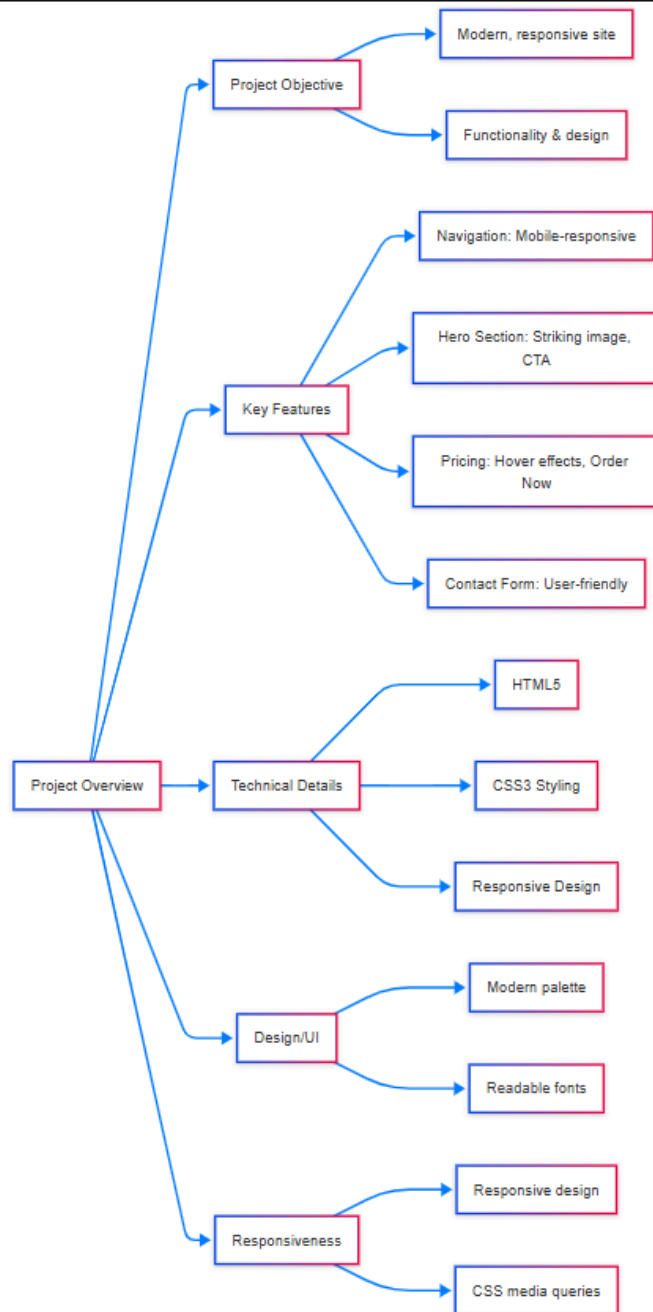 Modern, responsive site
Project Objective
Functionality & design
Navigation: Mobile-responsive
Hero Section: Striking image,
CTA
Key Features
Pricing: Hover effects, Order
Now
Contact Form: User-friendly
HTML5
Project Overview
Technical Details
CSS3 Styling
Responsive Design
Modern palette
Design/UI
Readable fonts
Responsive design
Responsiveness
CSS media queries